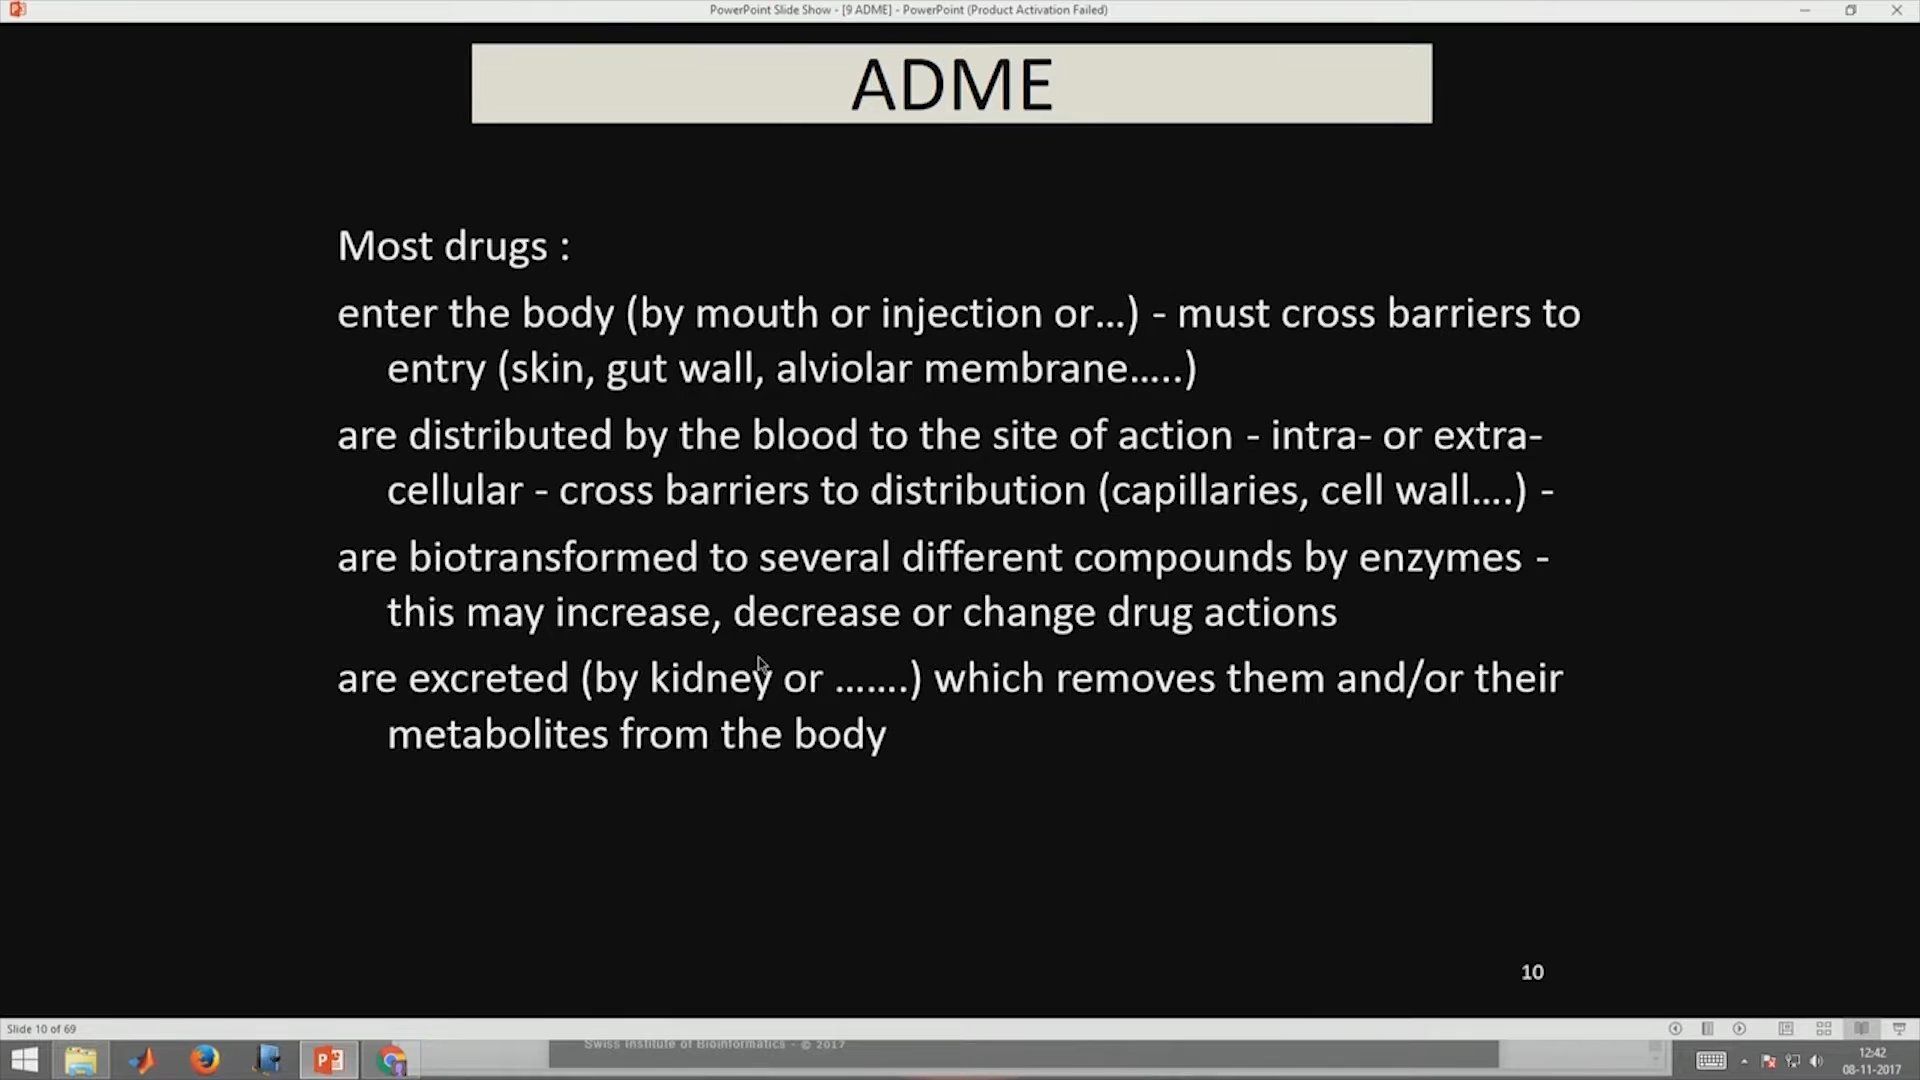 PowerPoint Slide Show - [9 ADME] - PowerPoint (Product Activation Failed)
ADME
Most drugs :
enter the body (by mouth or injection or...) - must cross barriers to
entry (skin, gut wall, alviolar membrane.....)
are distributed by the blood to the site of action - intra- or extra-
cellular - cross barriers to distribution (capillaries, cell wall....) -
are biotransformed to several different compounds by enzymes -
this may increase, decrease or change drug actions
are excreted (by kidney or .......) which removes them and/or their
metabolites from the body
10
Slide 10 of 69
Swiss Institute of Bioinformatics - © 2017
12:42
08-11-2017